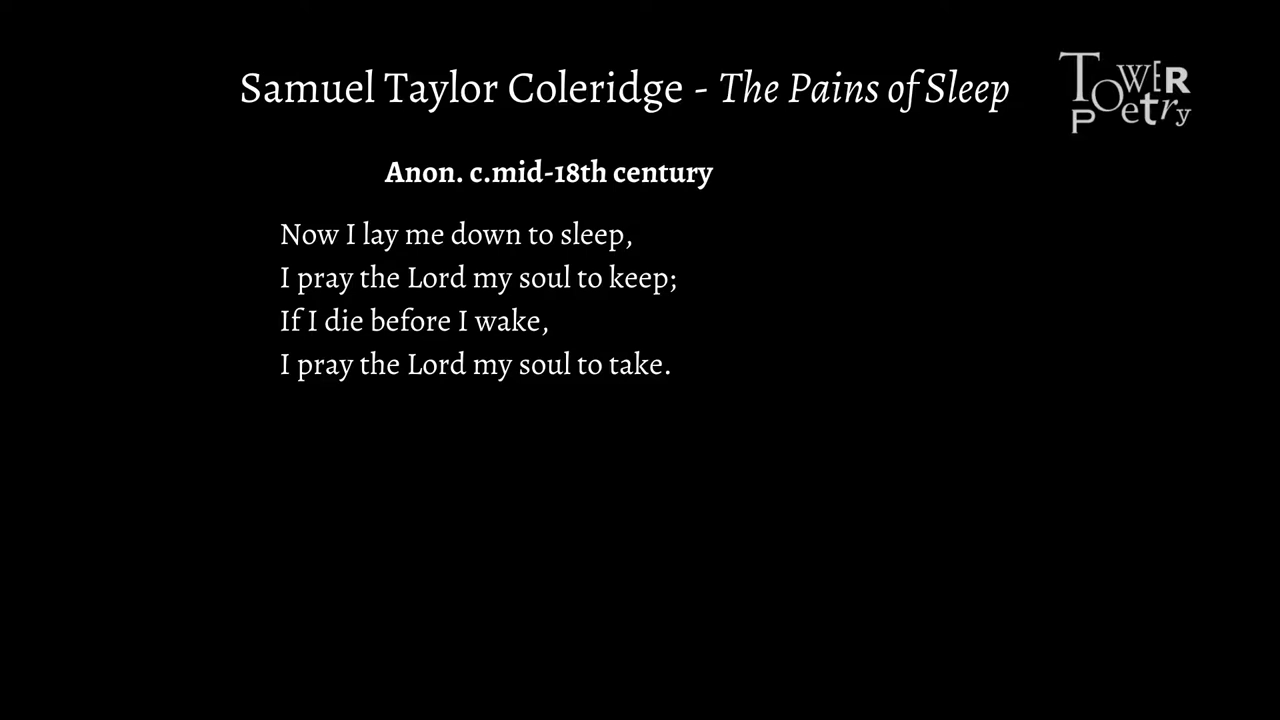 Samuel Taylor Coleridge - The Pains of Sleep
TOWER
Poetry
Anon. c.mid-18th century
Now I lay me down to sleep,
I pray the Lord my soul to keep;
If I die before I wake,
I pray the Lord my soul to take.